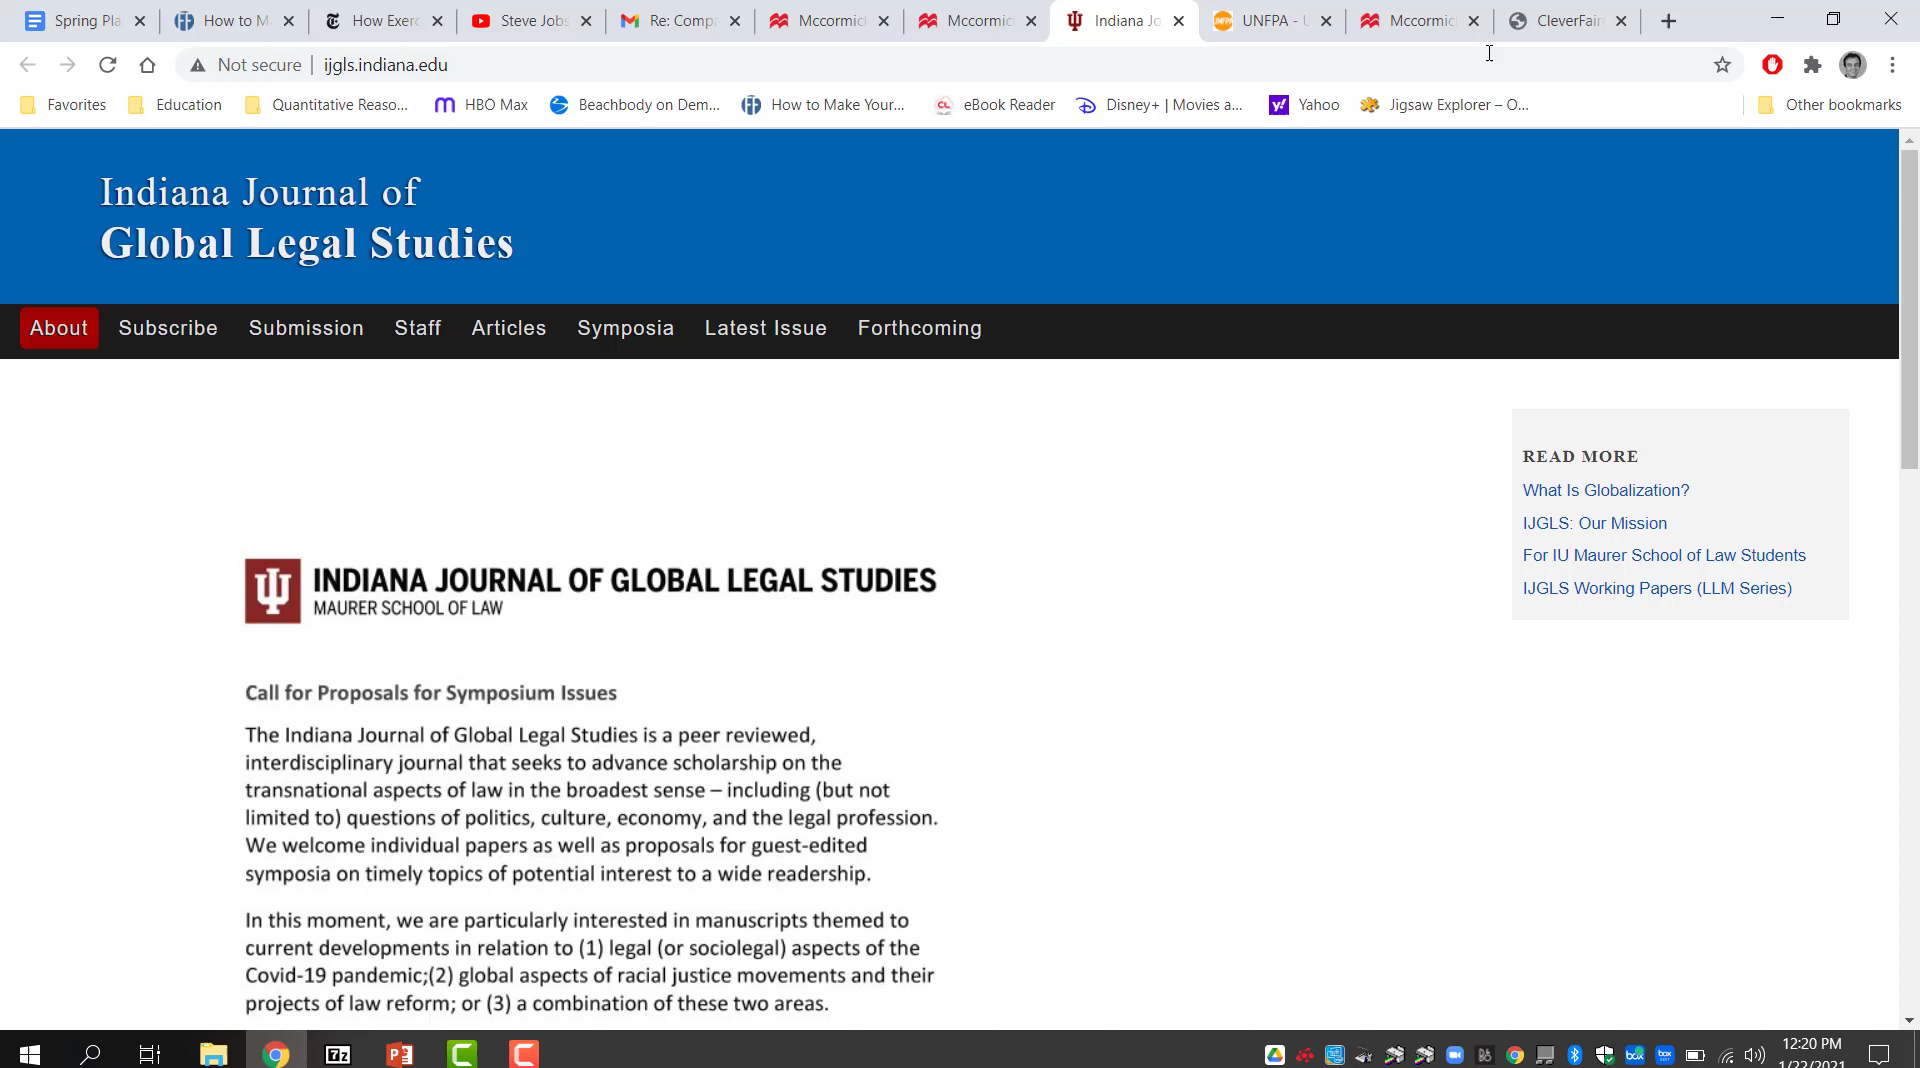 Spring Pla
How to M
How Exerc
Steve Jobs
Re: Compa
Mccormick
Mccormick
Indiana Jo
UNFPA - U
Mccormic
CleverFain
Not secure
ijgls.indiana.edu
Favorites
Education
Quantitative Reaso...
HBO Max
Beachbody on Dem...
How to Make Your...
eBook Reader
Disney+ | Movies a...
Yahoo
Jigsaw Explorer – O...
Other bookmarks
Indiana Journal of
Global Legal Studies
About Subscribe Submission Staff Articles Symposia Latest Issue Forthcoming
READ MORE
What Is Globalization?
IJGLS: Our Mission
For IU Maurer School of Law Students
IJGLS Working Papers (LLM Series)
INDIANA JOURNAL OF GLOBAL LEGAL STUDIES
MAURER SCHOOL OF LAW
Call for Proposals for Symposium Issues
The Indiana Journal of Global Legal Studies is a peer reviewed,
interdisciplinary journal that seeks to advance scholarship on the
transnational aspects of law in the broadest sense – including (but not
limited to) questions of politics, culture, economy, and the legal profession.
We welcome individual papers as well as proposals for guest-edited
symposia on timely topics of potential interest to a wide readership.
In this moment, we are particularly interested in manuscripts themed to
current developments in relation to (1) legal (or sociolegal) aspects of the
Covid-19 pandemic;(2) global aspects of racial justice movements and their
projects of law reform; or (3) a combination of these two areas.
12:20 PM
1/22/2021